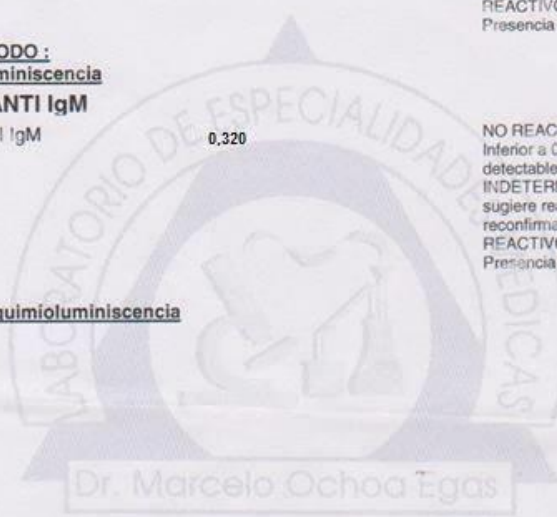 REACTIVO
Presencia
ODO :
miniscencia
ANTI IgM
I IgM 0,320
NO REAC
Inferior a 0
detectable
INDETER
sugiere rea
reconfirma
REACTIVO
Presencia
quimioluminiscencia
LABORATORIO DE ESPECIALIDADES MEDICAS
Dr. Marcelo Ochoa Egas